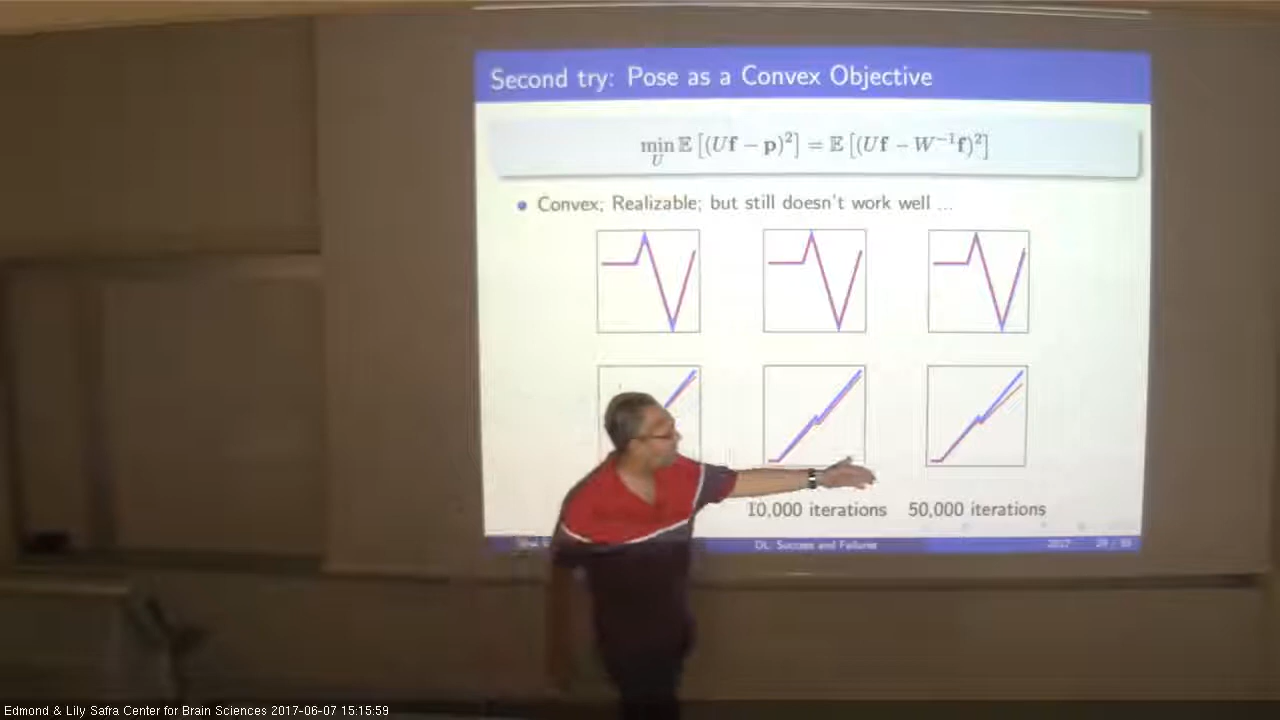 Second try: Pose as a Convex Objective
min_U 𝔼 [(Uf − p)²] = 𝔼 [(Uf − W⁻¹f)²]
Convex; Realizable; but still doesn't work well ...
10,000 iterations 50,000 iterations
DL: Success and Failures 2017
Edmond & Lily Safra Center for Brain Sciences 2017-06-07 15:15:59